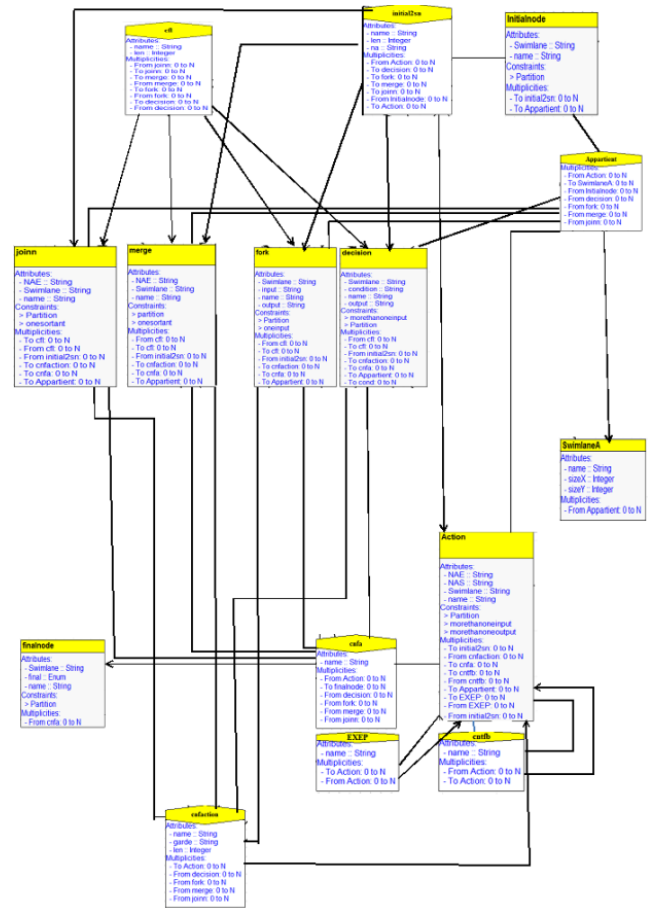 cfl
Attributes:
- name :: String
- len :: Integer
Multiplicities:
- From joinn: 0 to N
- To joinn: 0 to N
- To merge: 0 to N
- From merge: 0 to N
- To fork: 0 to N
- From fork: 0 to N
- To decision: 0 to N
- From decision: 0 to N
initial2sn
Attributes:
- name :: String
- len :: Integer
- na :: String
Multiplicities:
- From Action: 0 to N
- To decision: 0 to N
- To fork: 0 to N
- To merge: 0 to N
- To joinn: 0 to N
- From Initialnode: 0 to N
- To Action: 0 to N
Initialnode
Attributes:
- Swimlane :: String
- name :: String
Constraints:
> Partition
Multiplicities:
- To initial2sn: 0 to N
- To Appartient: 0 to N
Appartient
Multiplicities:
- From Action: 0 to N
- To SwimlaneA: 0 to N
- From Initialnode: 0 to N
- From decision: 0 to N
- From fork: 0 to N
- From merge: 0 to N
- From joinn: 0 to N
joinn
Attributes:
- NAE :: String
- Swimlane :: String
- name :: String
Constraints:
> Partition
> onesortant
Multiplicities:
- To cfl: 0 to N
- From cfl: 0 to N
- From initial2sn: 0 to N
- To cnfaction: 0 to N
- To cnfa: 0 to N
- To Appartient: 0 to N
merge
Attributes:
- NAE :: String
- Swimlane :: String
- name :: String
Constraints:
> partition
> onesortant
Multiplicities:
- From cfl: 0 to N
- To cfl: 0 to N
- From initial2sn: 0 to N
- To cnfaction: 0 to N
- To cnfa: 0 to N
- To Appartient: 0 to N
fork
Attributes:
- Swimlane :: String
- input :: String
- name :: String
- output :: String
Constraints:
> Partition
> oneinput
Multiplicities:
- From cfl: 0 to N
- To cfl: 0 to N
- From initial2sn: 0 to N
- To cnfaction: 0 to N
- To cnfa: 0 to N
- To Appartient: 0 to N
decision
Attributes:
- Swimlane :: String
- condition :: String
- name :: String
- output :: String
Constraints:
> morethanoneinput
> Partition
Multiplicities:
- From cfl: 0 to N
- To cfl: 0 to N
- From initial2sn: 0 to N
- To cnfaction: 0 to N
- To cnfa: 0 to N
- To Appartient: 0 to N
- To cond: 0 to N
SwimlaneA
Attributes:
- name :: String
- sizeX :: Integer
- sizeY :: Integer
Multiplicities:
- From Appartient: 0 to N
Action
Attributes:
- NAE :: String
- NAS :: String
- Swimlane :: String
- name :: String
Constraints:
> Partition
> morethanoneinput
> morethanoneoutput
Multiplicities:
- To initial2sn: 0 to N
- From cnfaction: 0 to N
- To cnfa: 0 to N
- To cntfb: 0 to N
- From cntfb: 0 to N
- To Appartient: 0 to N
- To EXEP: 0 to N
- From EXEP: 0 to N
- From initial2sn: 0 to N
finalnode
Attributes:
- Swimlane :: String
- final :: Enum
- name :: String
Constraints:
> Partition
Multiplicities:
- From cnfa: 0 to N
cnfa
Attributes:
- name :: String
Multiplicities:
- From Action: 0 to N
- To finalnode: 0 to N
- From decision: 0 to N
- From fork: 0 to N
- From merge: 0 to N
- From joinn: 0 to N
EXEP
Attributes:
- name :: String
Multiplicities:
- To Action: 0 to N
- From Action: 0 to N
cntfb
Attributes:
- name :: String
Multiplicities:
- From Action: 0 to N
- To Action: 0 to N
cnfaction
Attributes:
- name :: String
- garde :: String
- len :: Integer
Multiplicities:
- To Action: 0 to N
- From decision: 0 to N
- From fork: 0 to N
- From merge: 0 to N
- From joinn: 0 to N